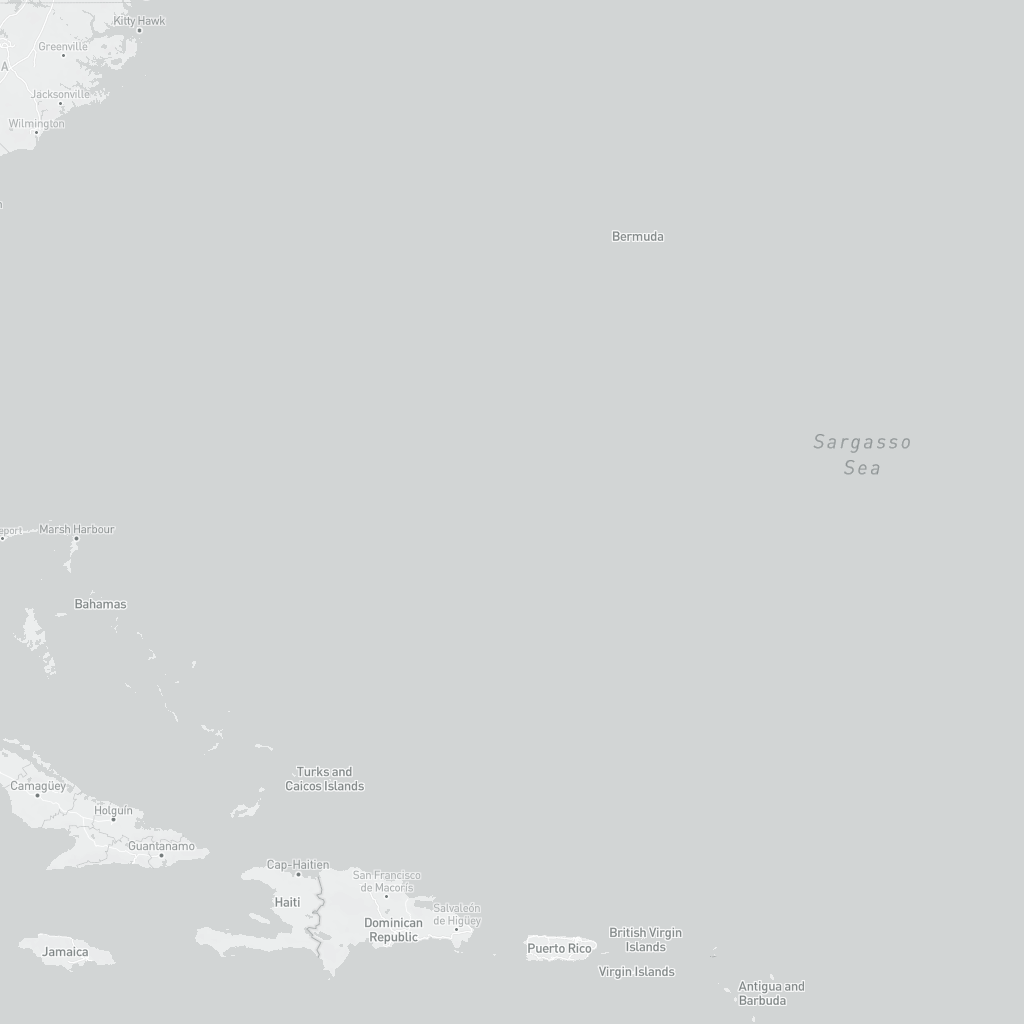 Kitty Hawk
Greenville
A
Jacksonville
Wilmington
Bermuda
Sargasso
Sea
Marsh Harbour
Bahamas
Turks and
Caicos Islands
Camagüey
Holguín
Guantanamo
Cap-Haitien
San Francisco
de Macorís
Haiti
Salvaleón
de Higüey
Dominican
Republic
Jamaica
Puerto Rico
British Virgin
Islands
Virgin Islands
Antigua and
Barbuda